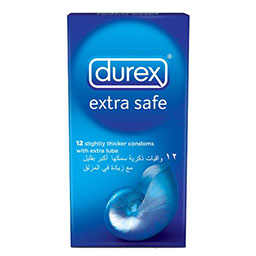 durex
extra safe
12 slightly thicker condoms
with extra lube
١٢ واقيات ذكرية سمكها أكبر بقليل
مع زيادة في المزلق